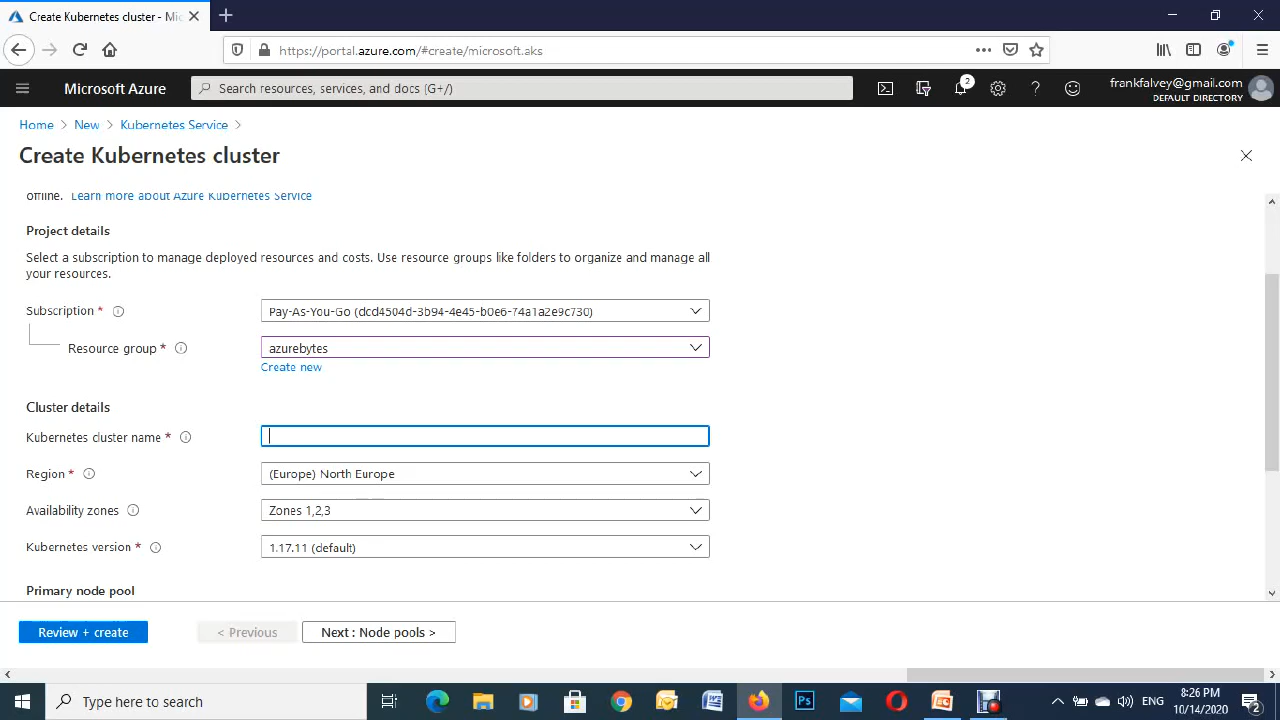 Create Kubernetes cluster - Mic
https://portal.azure.com/#create/microsoft.aks
Microsoft Azure
Search resources, services, and docs (G+/)
2
frankfalvey@gmail.com
DEFAULT DIRECTORY
Home > New > Kubernetes Service >
Create Kubernetes cluster
offline. Learn more about Azure Kubernetes Service
Project details
Select a subscription to manage deployed resources and costs. Use resource groups like folders to organize and manage all
your resources.
Subscription *
Pay-As-You-Go (dcd4504d-3b94-4e45-b0e6-74a1a2e9c730)
Resource group *
azurebytes
Create new
Cluster details
Kubernetes cluster name *
Region *
(Europe) North Europe
Availability zones
Zones 1,2,3
Kubernetes version *
1.17.11 (default)
Primary node pool
Review + create
< Previous
Next : Node pools >
Type here to search
ENG
8:26 PM
10/14/2020
2